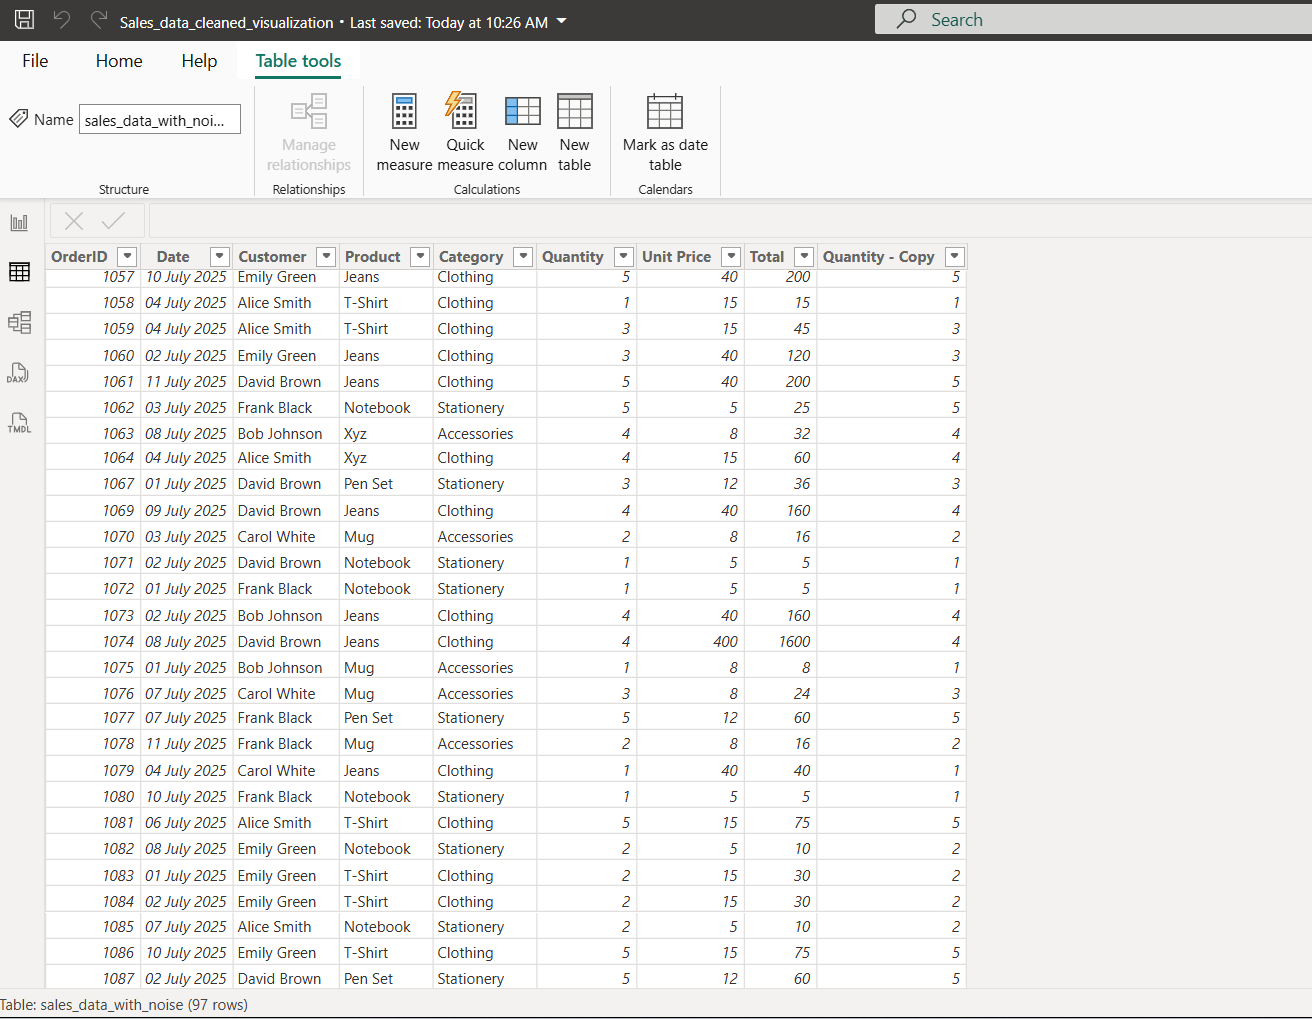 Sales_data_cleaned_visualization • Last saved: Today at 10:26 AM
Search
File Home Help Table tools
Name sales_data_with_noi...
Manage relationships
New measure
Quick measure
New column
New table
Mark as date table
Structure Relationships Calculations Calendars
OrderID Date Customer Product Category Quantity Unit Price Total Quantity - Copy
1057 10 July 2025 Emily Green Jeans Clothing 5 40 200 5
1058 04 July 2025 Alice Smith T-Shirt Clothing 1 15 15 1
1059 04 July 2025 Alice Smith T-Shirt Clothing 3 15 45 3
1060 02 July 2025 Emily Green Jeans Clothing 3 40 120 3
1061 11 July 2025 David Brown Jeans Clothing 5 40 200 5
1062 03 July 2025 Frank Black Notebook Stationery 5 5 25 5
1063 08 July 2025 Bob Johnson Xyz Accessories 4 8 32 4
1064 04 July 2025 Alice Smith Xyz Clothing 4 15 60 4
1067 01 July 2025 David Brown Pen Set Stationery 3 12 36 3
1069 09 July 2025 David Brown Jeans Clothing 4 40 160 4
1070 03 July 2025 Carol White Mug Accessories 2 8 16 2
1071 02 July 2025 David Brown Notebook Stationery 1 5 5 1
1072 01 July 2025 Frank Black Notebook Stationery 1 5 5 1
1073 02 July 2025 Bob Johnson Jeans Clothing 4 40 160 4
1074 08 July 2025 David Brown Jeans Clothing 4 400 1600 4
1075 01 July 2025 Bob Johnson Mug Accessories 1 8 8 1
1076 07 July 2025 Carol White Mug Accessories 3 8 24 3
1077 07 July 2025 Frank Black Pen Set Stationery 5 12 60 5
1078 11 July 2025 Frank Black Mug Accessories 2 8 16 2
1079 04 July 2025 Carol White Jeans Clothing 1 40 40 1
1080 10 July 2025 Frank Black Notebook Stationery 1 5 5 1
1081 06 July 2025 Alice Smith T-Shirt Clothing 5 15 75 5
1082 08 July 2025 Emily Green Notebook Stationery 2 5 10 2
1083 01 July 2025 Emily Green T-Shirt Clothing 2 15 30 2
1084 02 July 2025 Emily Green T-Shirt Clothing 2 15 30 2
1085 07 July 2025 Alice Smith Notebook Stationery 2 5 10 2
1086 10 July 2025 Emily Green T-Shirt Clothing 5 15 75 5
1087 02 July 2025 David Brown Pen Set Stationery 5 12 60 5
DAX
TMDL
Table: sales_data_with_noise (97 rows)